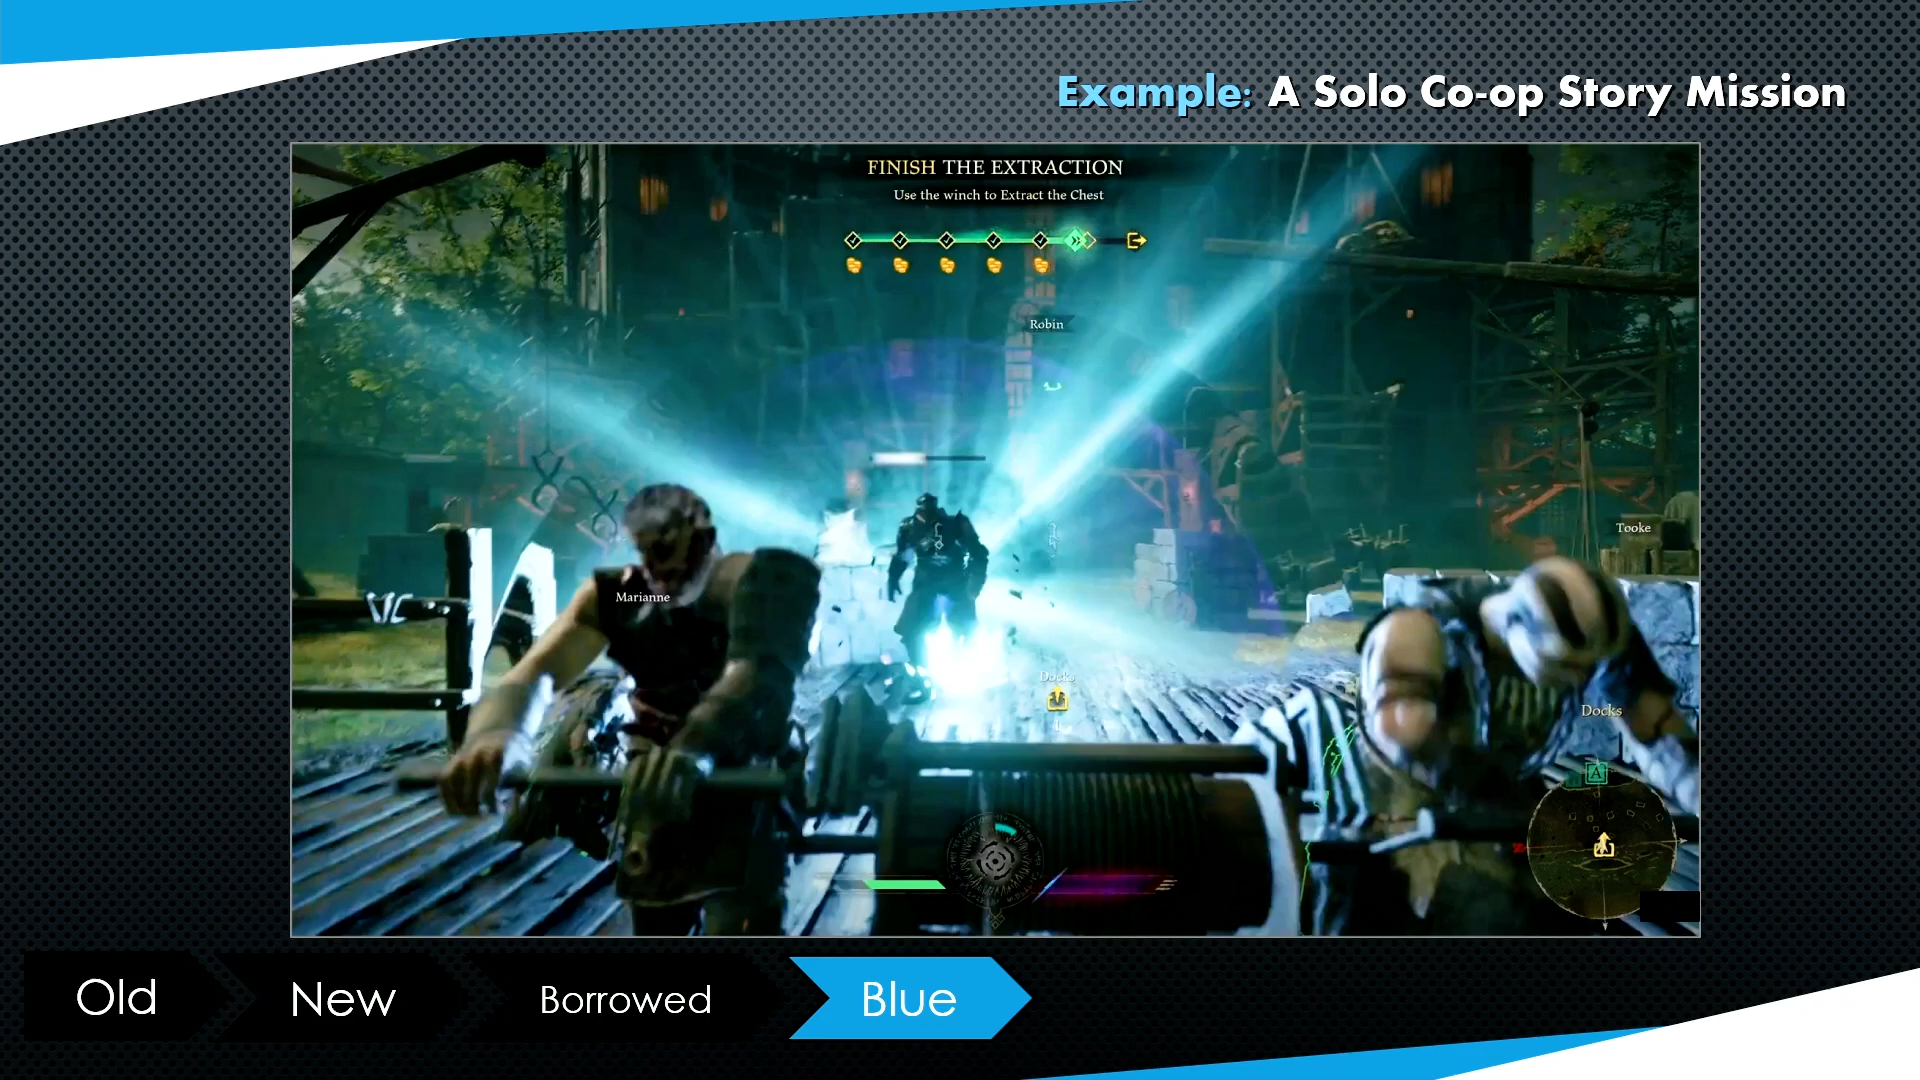 Example: A Solo Co-op Story Mission
FINISH THE EXTRACTION
Use the winch to Extract the Chest
Robin
Tooke
Marianne
Docks
Docks
A
Old
New
Borrowed
Blue